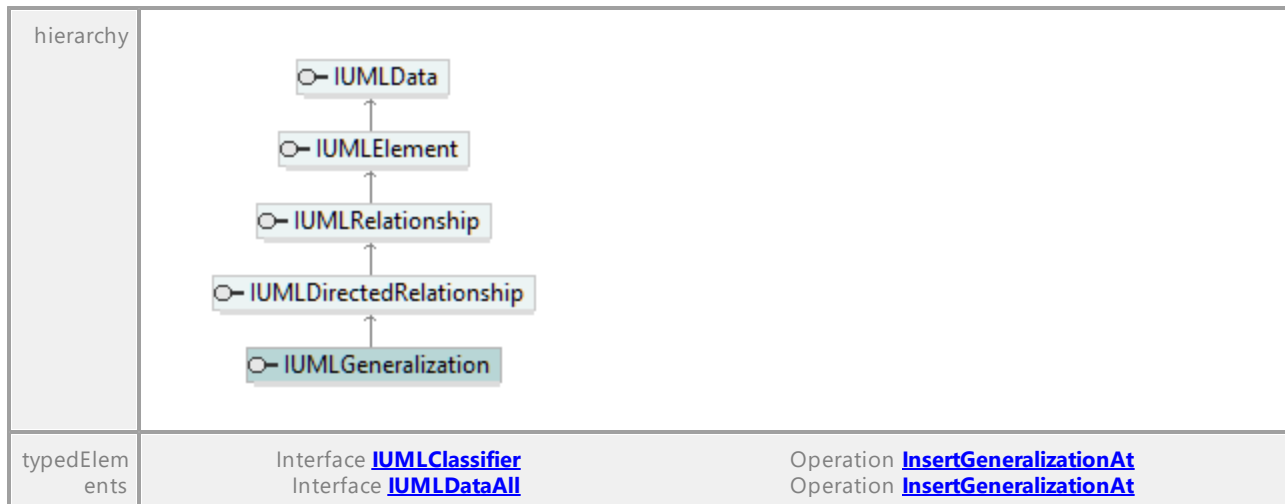 hierarchy
IUMLData
IUMLElement
IUMLRelationship
IUMLDirectedRelationship
IUMLGeneralization
typedElem
ents
Interface IUMLClassifier Operation InsertGeneralizationAt
Interface IUMLDataAll Operation InsertGeneralizationAt